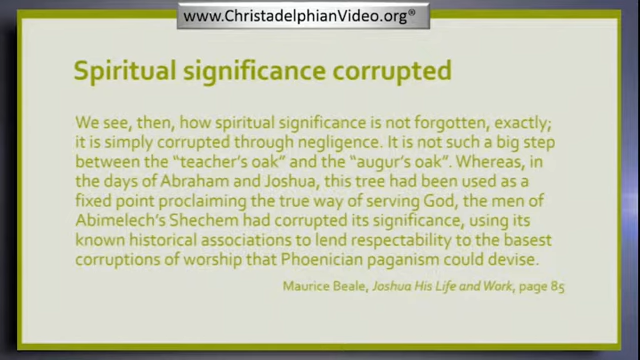 www.ChristadelphianVideo.org®
Spiritual significance corrupted
We see, then, how spiritual significance is not forgotten, exactly;
it is simply corrupted through negligence. It is not such a big step
between the “teacher’s oak” and the “augur’s oak”. Whereas, in
the days of Abraham and Joshua, this tree had been used as a
fixed point proclaiming the true way of serving God, the men of
Abimelech’s Shechem had corrupted its significance, using its
known historical associations to lend respectability to the basest
corruptions of worship that Phoenician paganism could devise.
Maurice Beale, Joshua His Life and Work, page 85